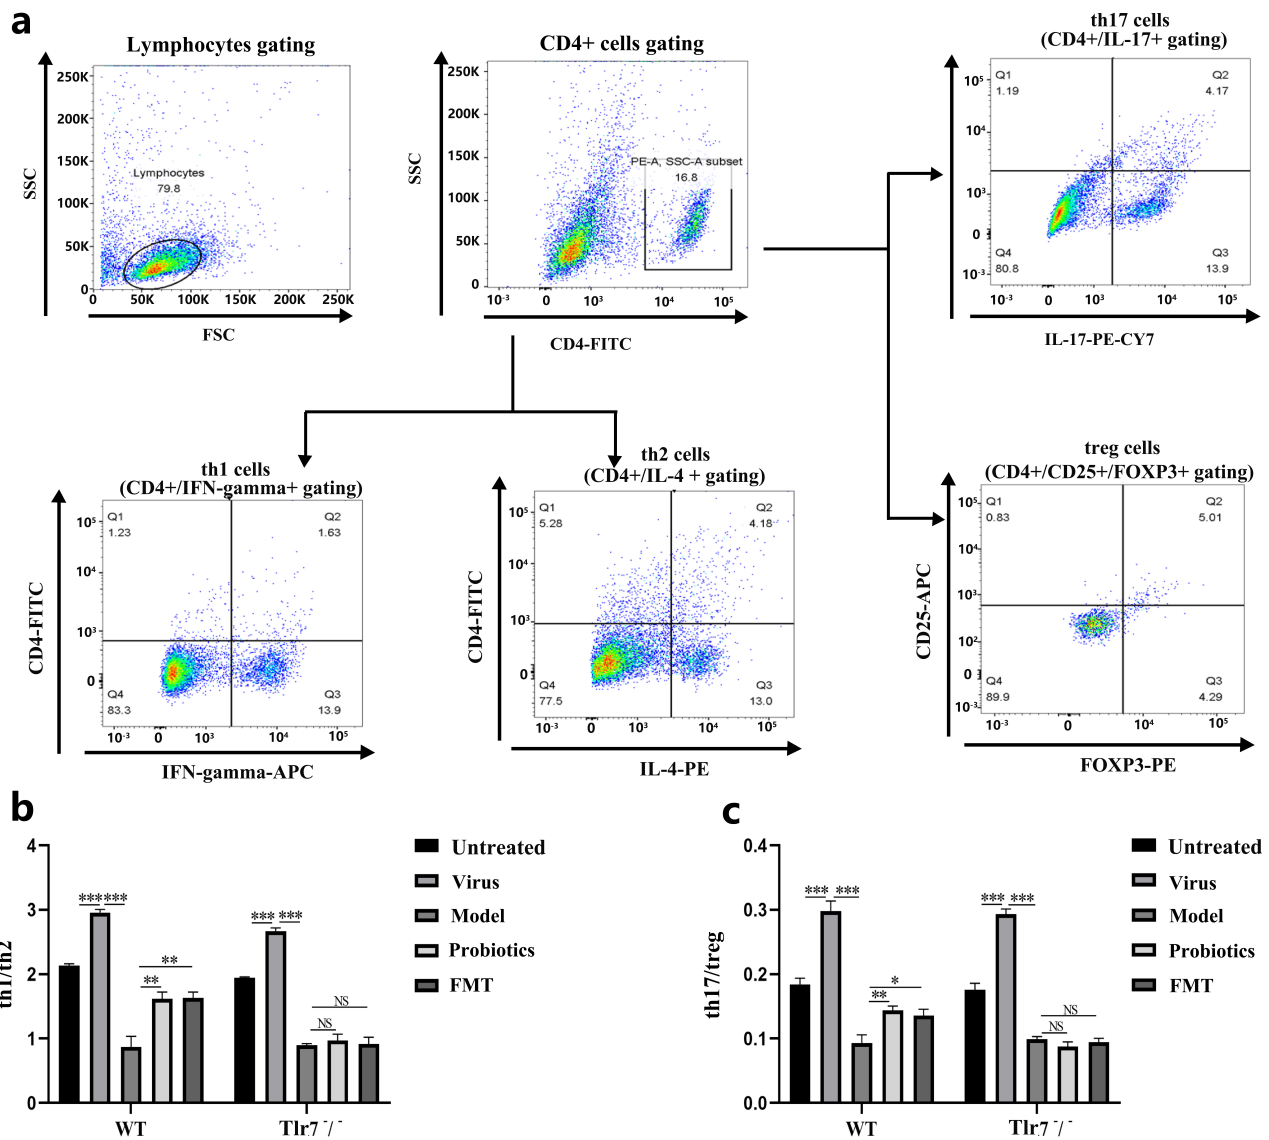 a
Lymphocytes gating
250K
200K
150K
100K
50K
0
Lymphocytes
79.8
0 50K 100K 150K 200K 250K
SSC
FSC
CD4+ cells gating
250K
200K
150K
100K
50K
0
PE-A, SSC-A subset
16.8
10-3 0 103 104 105
SSC
CD4-FITC
th17 cells
(CD4+/IL-17+ gating)
Q1
1.19
Q2
4.17
Q4
80.8
Q3
13.9
105
104
103
0
10-3
10-3 0 103 104 105
IL-17-PE-CY7
th1 cells
(CD4+/IFN-gamma+ gating)
Q1
1.23
Q2
1.63
Q4
83.3
Q3
13.9
105
104
103
0
10-3 0 103 104 105
CD4-FITC
IFN-gamma-APC
th2 cells
(CD4+/IL-4 + gating)
Q1
5.28
Q2
4.18
Q4
77.5
Q3
13.0
105
104
103
0
10-3 0 103 104 105
CD4-FITC
IL-4-PE
treg cells
(CD4+/CD25+/FOXP3+ gating)
Q1
0.83
Q2
5.01
Q4
89.9
Q3
4.29
105
104
103
102
10-3
10-3 0 104 105
CD25-APC
FOXP3-PE
b
4
3
2
1
0
th1/th2
*** ***
**
**
*** ***
NS
NS
WT Tlr7 -/-
Untreated
Virus
Model
Probiotics
FMT
c
0.4
0.3
0.2
0.1
0.0
th17/treg
*** ***
*
**
*** ***
NS
NS
WT Tlr7 -/-
Untreated
Virus
Model
Probiotics
FMT